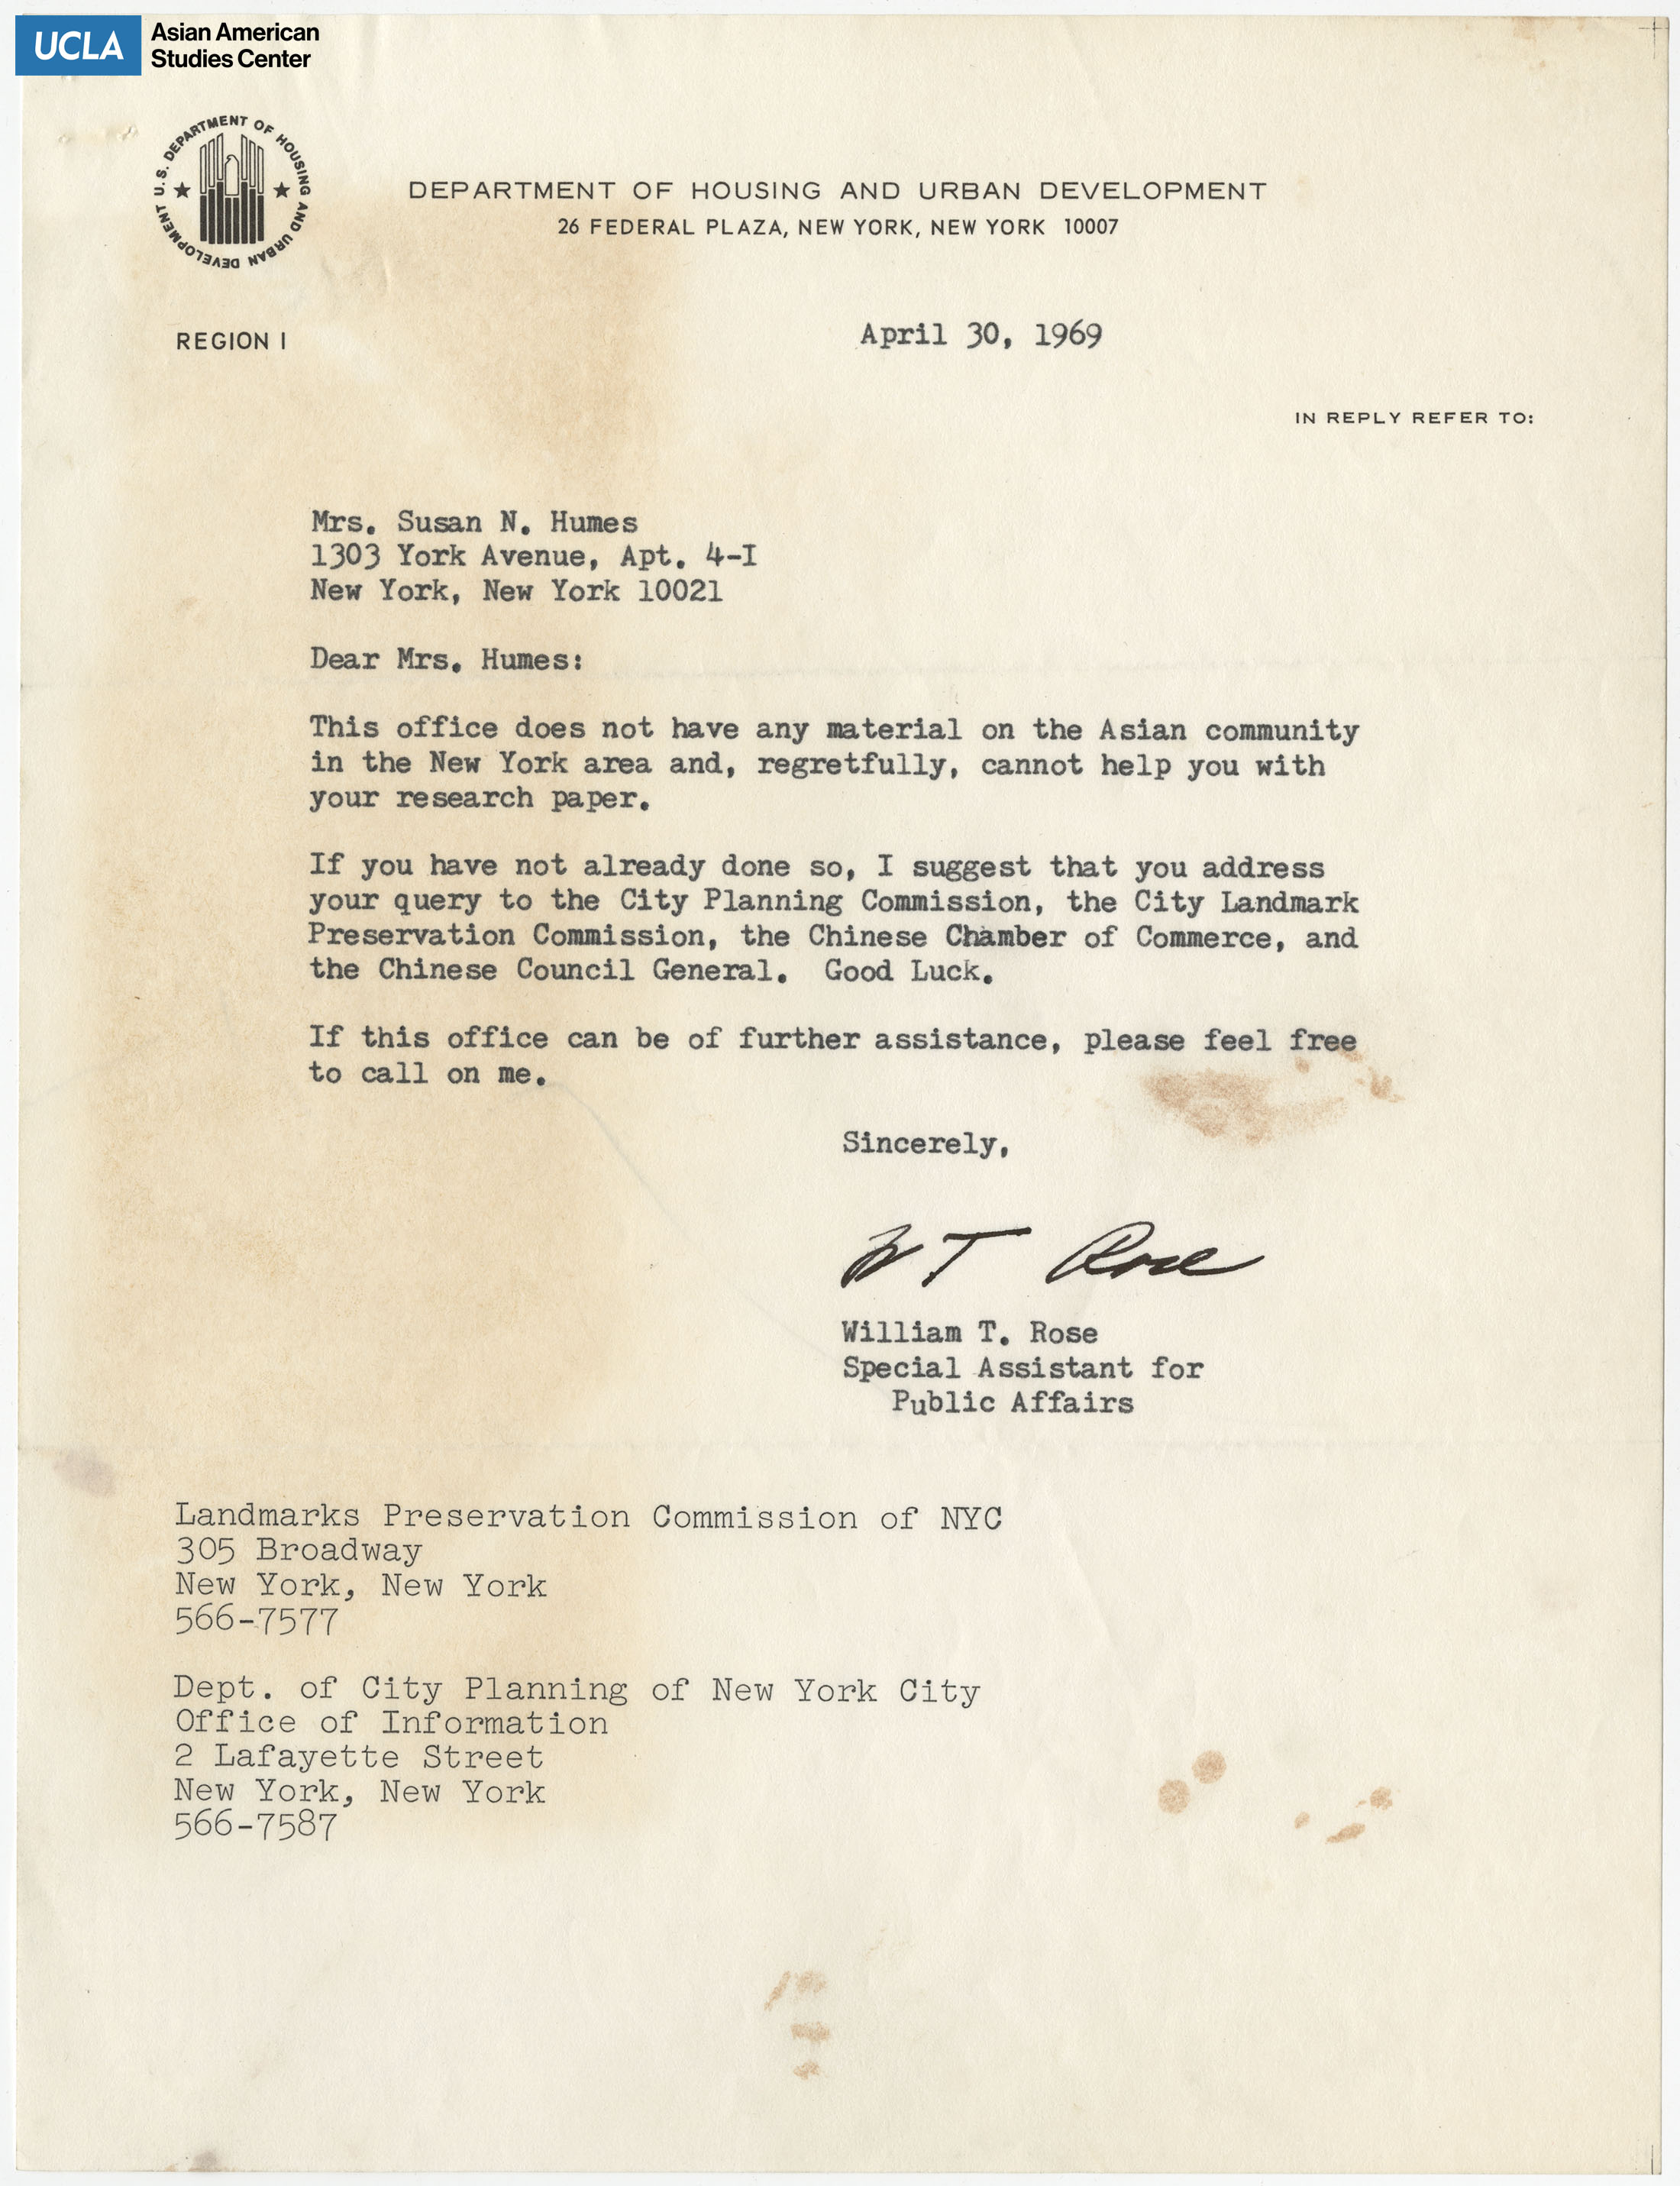 UCLA
Asian American
Studies Center
U.S. DEPARTMENT OF HOUSING AND URBAN DEVELOPMENT
DEPARTMENT OF HOUSING AND URBAN DEVELOPMENT
26 FEDERAL PLAZA, NEW YORK, NEW YORK 10007
REGION I
April 30, 1969
IN REPLY REFER TO:
Mrs. Susan N. Humes
1303 York Avenue, Apt. 4-I
New York, New York 10021
Dear Mrs. Humes:
This office does not have any material on the Asian community
in the New York area and, regretfully, cannot help you with
your research paper.
If you have not already done so, I suggest that you address
your query to the City Planning Commission, the City Landmark
Preservation Commission, the Chinese Chamber of Commerce, and
the Chinese Council General. Good Luck.
If this office can be of further assistance, please feel free
to call on me.
Sincerely,
W T Rose
William T. Rose
Special Assistant for
Public Affairs
Landmarks Preservation Commission of NYC
305 Broadway
New York, New York
566-7577
Dept. of City Planning of New York City
Office of Information
2 Lafayette Street
New York, New York
566-7587